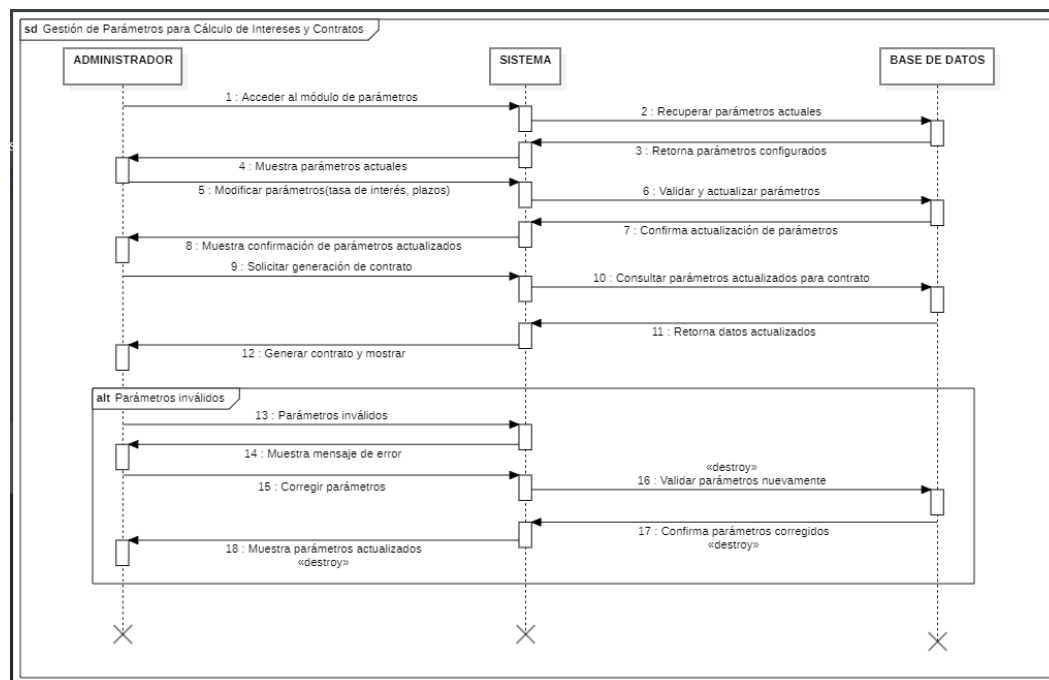 sd Gestión de Parámetros para Cálculo de Intereses y Contratos
ADMINISTRADOR
SISTEMA
BASE DE DATOS
1 : Acceder al módulo de parámetros
2 : Recuperar parámetros actuales
3 : Retorna parámetros configurados
4 : Muestra parámetros actuales
5 : Modificar parámetros(tasa de interés, plazos)
6 : Validar y actualizar parámetros
7 : Confirma actualización de parámetros
8 : Muestra confirmación de parámetros actualizados
9 : Solicitar generación de contrato
10 : Consultar parámetros actualizados para contrato
11 : Retorna datos actualizados
12 : Generar contrato y mostrar
alt Parámetros inválidos
13 : Parámetros inválidos
14 : Muestra mensaje de error
15 : Corregir parámetros
«destroy»
16 : Validar parámetros nuevamente
17 : Confirma parámetros corregidos
«destroy»
18 : Muestra parámetros actualizados
«destroy»